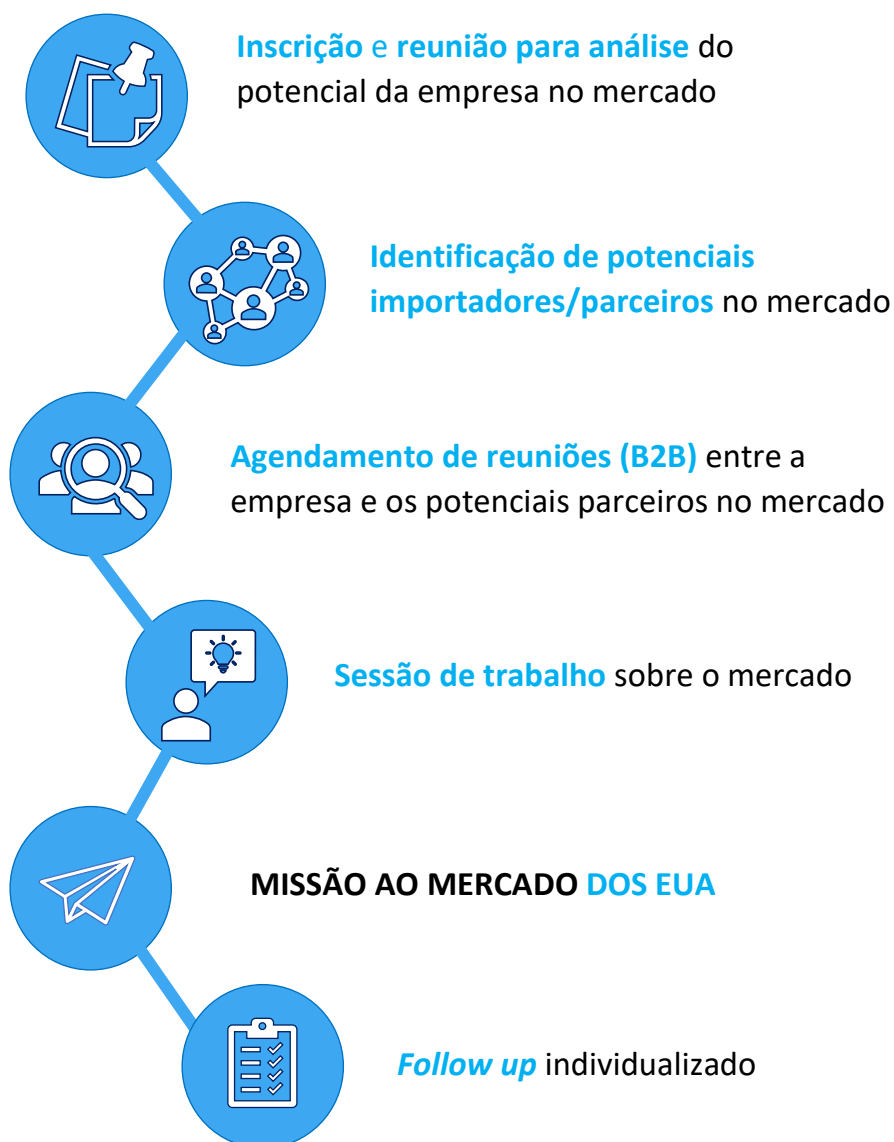 Inscrição e reunião para análise do
potencial da empresa no mercado
Identificação de potenciais
importadores/parceiros no mercado
Agendamento de reuniões (B2B) entre a
empresa e os potenciais parceiros no mercado
Sessão de trabalho sobre o mercado
MISSÃO AO MERCADO DOS EUA
Follow up individualizado